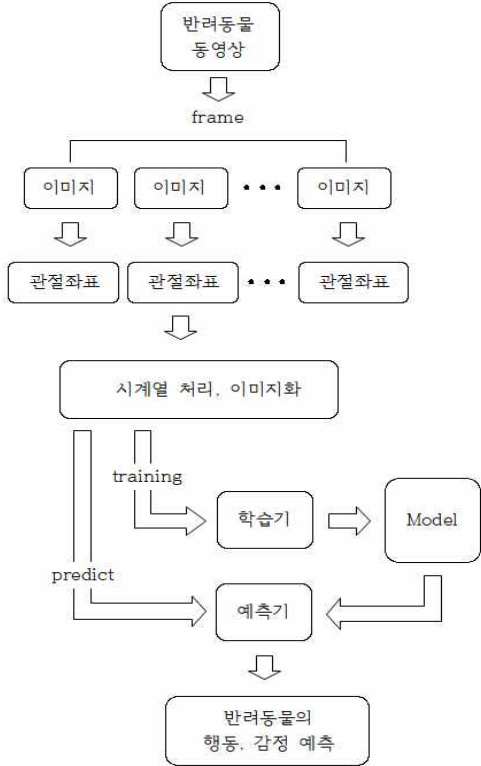 반려동물
동영상
frame
이미지 이미지 • • • 이미지
관절좌표 관절좌표 • • • 관절좌표
시계열 처리, 이미지화
training
학습기 Model
predict
예측기
반려동물의
행동, 감정 예측